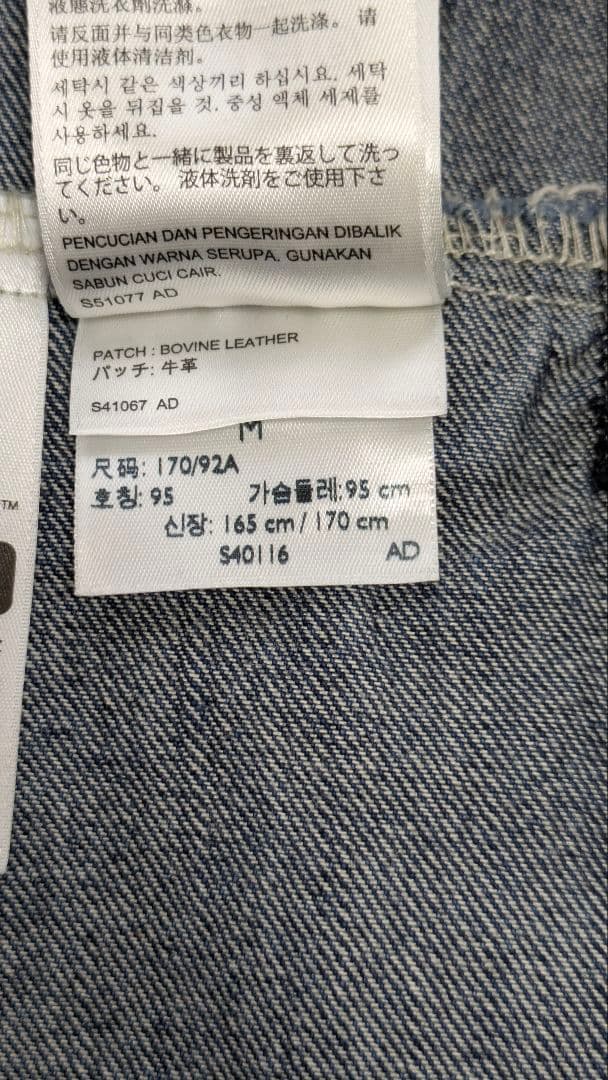 液態洗衣劑洗滌。
请反面并与同类色衣物一起洗涤。请
使用液体清洁剂。
세탁시 같은 색상끼리 하십시요. 세탁
시 옷을 뒤집을 것. 중성 액체 세제를
사용하세요.
同じ色物と一緒に製品を裏返して洗っ
てください。液体洗剤をご使用下さ
い。
PENCUCIAN DAN PENGERINGAN DIBALIK
DENGAN WARNA SERUPA, GUNAKAN
SABUN CUCI CAIR.
S51077 AD
PATCH : BOVINE LEATHER
パッチ: 牛革
S41067 AD
M
尺码: 170/92A
호칭: 95 가슴둘레: 95 cm
신장: 165 cm / 170 cm
S40116 AD
TM